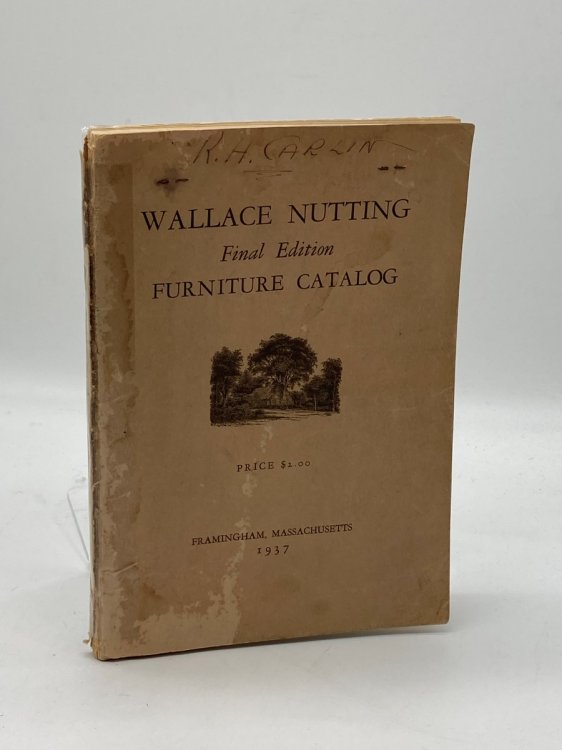 R.H. CARLIN
WALLACE NUTTING
Final Edition
FURNITURE CATALOG
PRICE $2.00
FRAMINGHAM, MASSACHUSETTS
1937